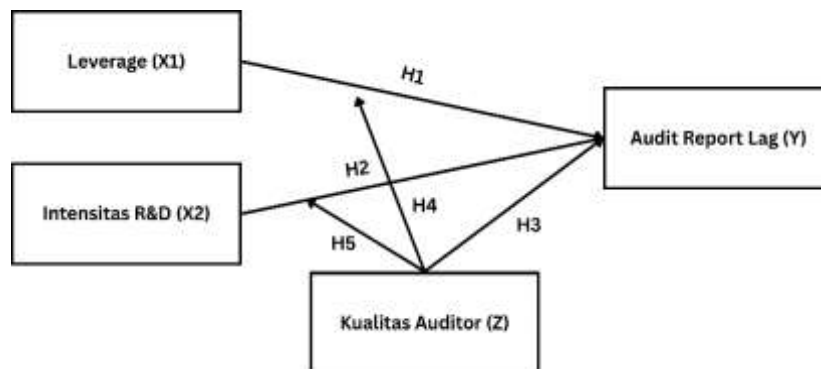 Leverage (X1)
H1
Audit Report Lag (Y)
H2
Intensitas R&D (X2)
H4
H3
H5
Kualitas Auditor (Z)